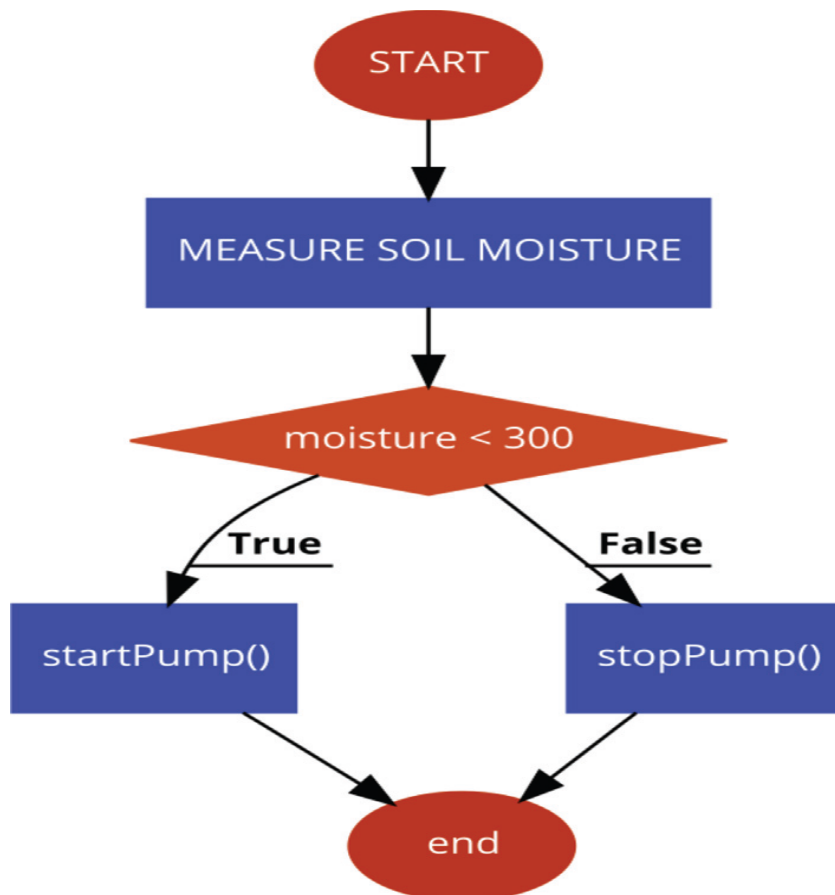 START
MEASURE SOIL MOISTURE
moisture < 300
True
False
startPump()
stopPump()
end